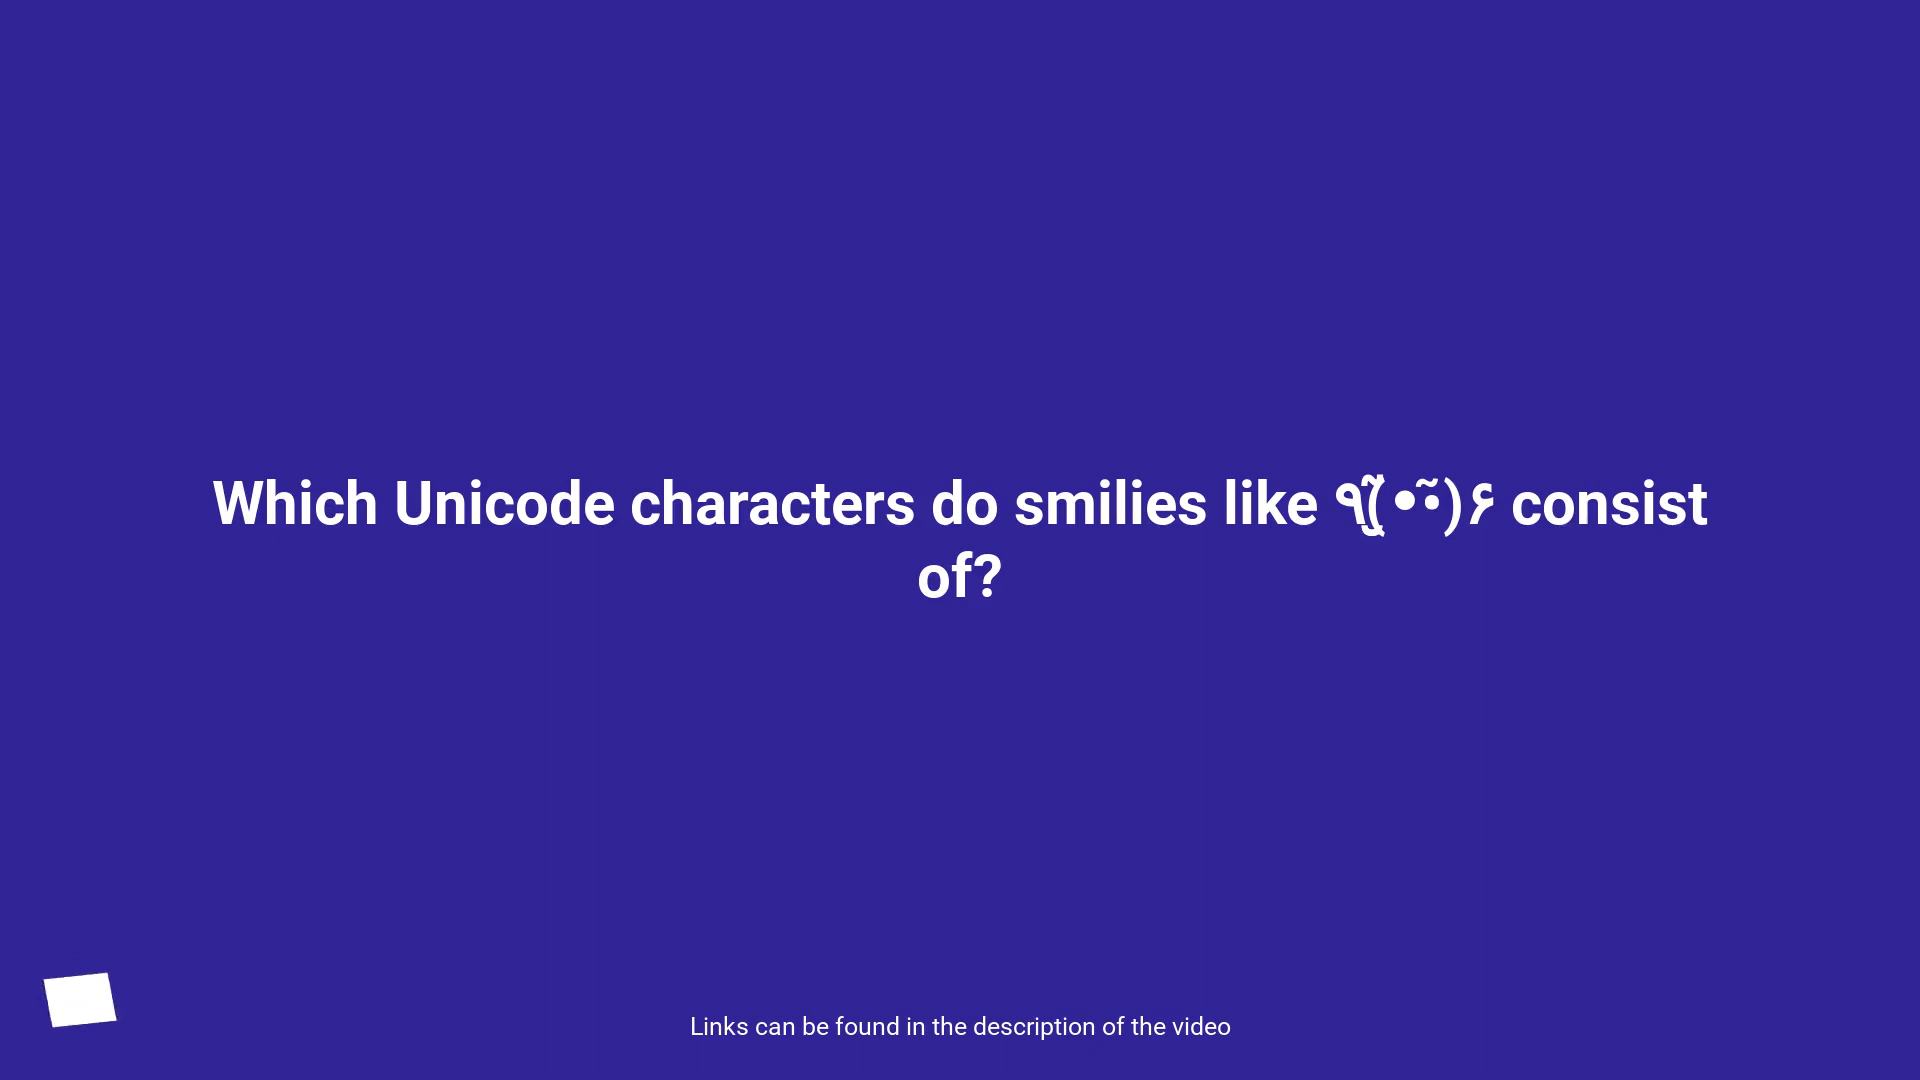 Which Unicode characters do smilies like ٩(̾●̮̮̃̾•̃̾)۶ consist
of?
Links can be found in the description of the video